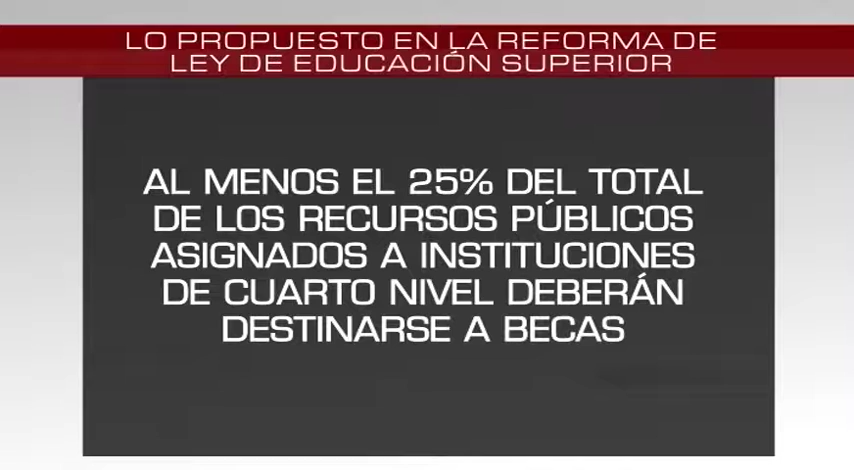 LO PROPUESTO EN LA REFORMA DE
LEY DE EDUCACIÓN SUPERIOR
AL MENOS EL 25% DEL TOTAL
DE LOS RECURSOS PÚBLICOS
ASIGNADOS A INSTITUCIONES
DE CUARTO NIVEL DEBERÁN
DESTINARSE A BECAS